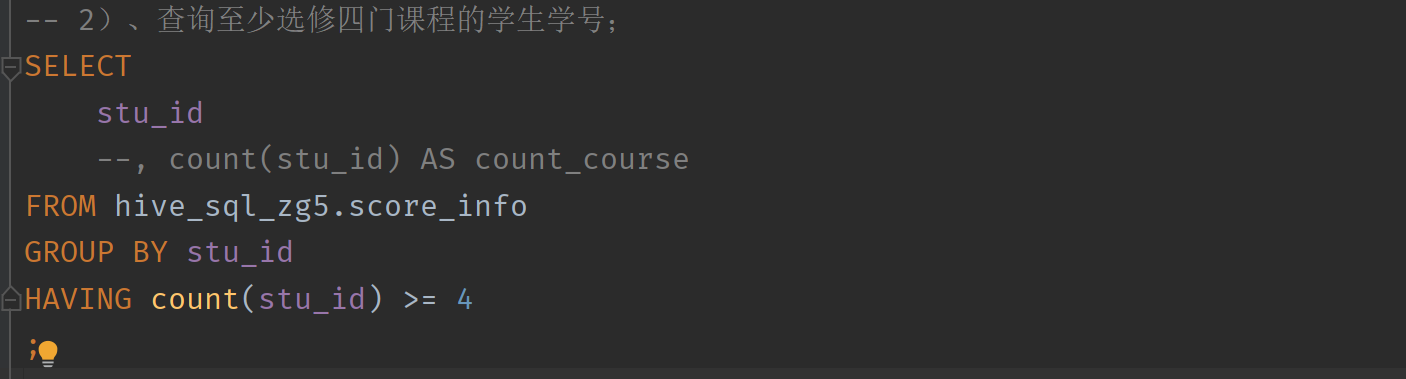 -- 2）、查询至少选修四门课程的学生学号；
SELECT
stu_id
--, count(stu_id) AS count_course
FROM hive_sql_zg5.score_info
GROUP BY stu_id
HAVING count(stu_id) >= 4
;